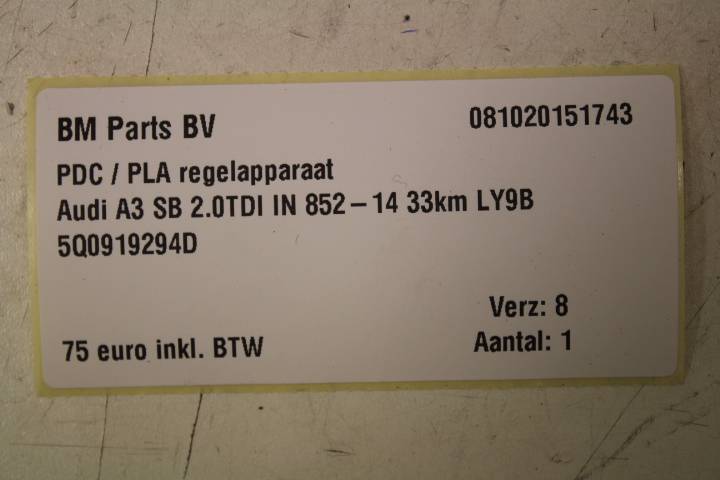 BM Parts BV 081020151743
PDC / PLA regelapparaat
Audi A3 SB 2.0TDI IN 852-14 33km LY9B
5Q0919294D
Verz: 8
75 euro inkl. BTW Aantal: 1